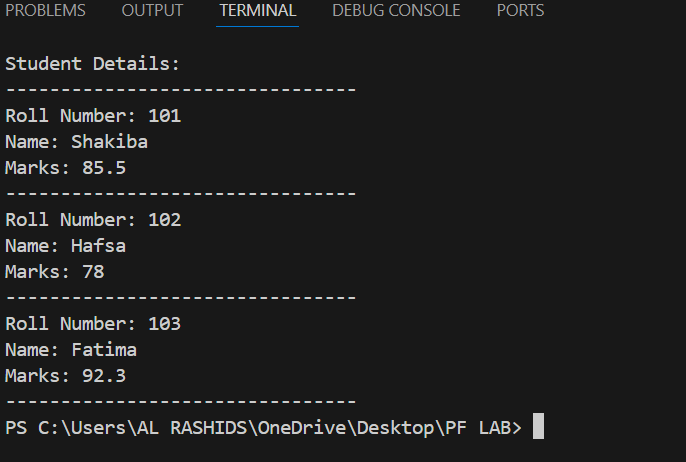 PROBLEMS OUTPUT TERMINAL DEBUG CONSOLE PORTS
Student Details:
--------------------------------
Roll Number: 101
Name: Shakiba
Marks: 85.5
--------------------------------
Roll Number: 102
Name: Hafsa
Marks: 78
--------------------------------
Roll Number: 103
Name: Fatima
Marks: 92.3
--------------------------------
PS C:\Users\AL RASHIDS\OneDrive\Desktop\PF LAB>